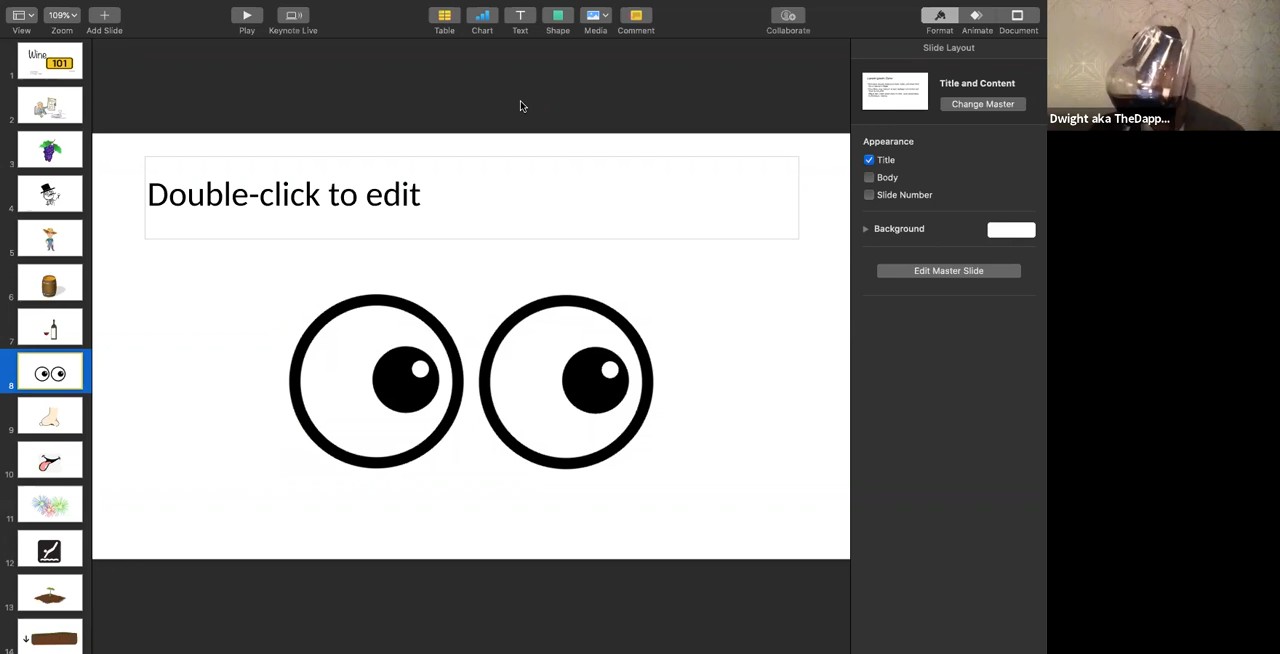 109%
View
Zoom
Add Slide
Play
Keynote Live
Table
Chart
Text
Shape
Media
Comment
Collaborate
Format
Animate
Document
Slide Layout
Title and Content
Change Master
Appearance
Title
Body
Slide Number
Background
Edit Master Slide
Wine
101
1
2
3
4
5
6
7
8
9
10
11
12
13
14
Double-click to edit
Dwight aka TheDapp...